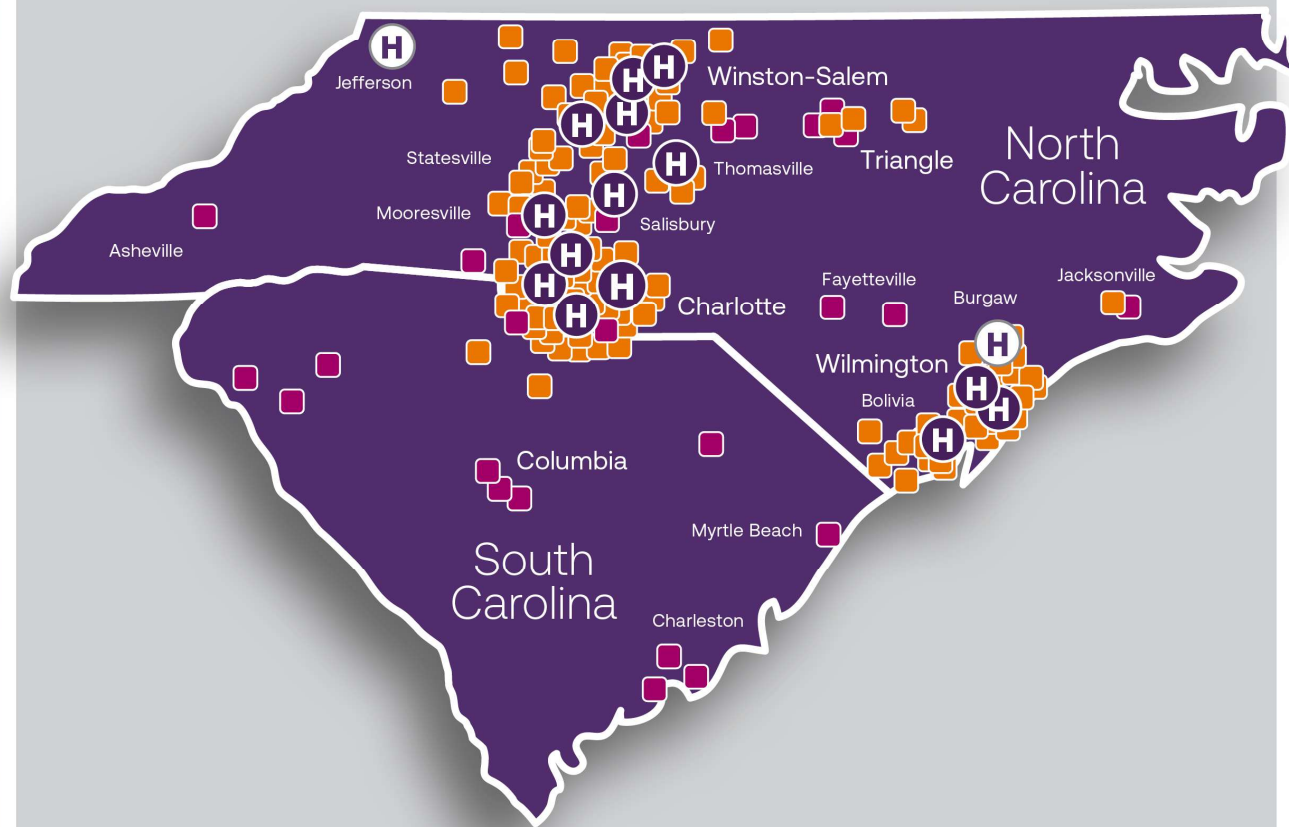 H
Jefferson
H
H
Winston-Salem
H
H
Statesville
H
Thomasville
Triangle
North
Carolina
Mooresville
H
H
Salisbury
Asheville
H
H
H
Charlotte
H
Fayetteville
Jacksonville
Burgaw
H
Wilmington
H
H
Bolivia
H
Columbia
Myrtle Beach
South
Carolina
Charleston